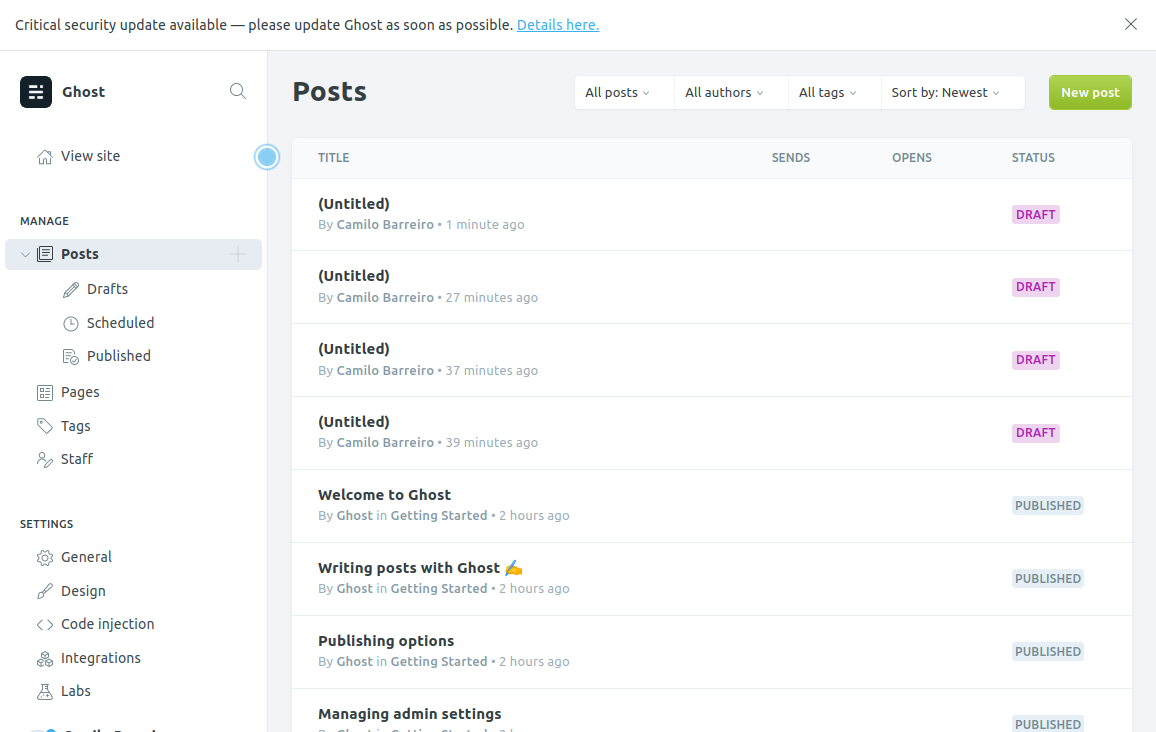 Critical security update available — please update Ghost as soon as possible. Details here.
Ghost
View site
MANAGE
Posts
Drafts
Scheduled
Published
Pages
Tags
Staff
SETTINGS
General
Design
Code injection
Integrations
Labs
Posts
All posts
All authors
All tags
Sort by: Newest
New post
TITLE SENDS OPENS STATUS
(Untitled)
By Camilo Barreiro • 1 minute ago
DRAFT
(Untitled)
By Camilo Barreiro • 27 minutes ago
DRAFT
(Untitled)
By Camilo Barreiro • 37 minutes ago
DRAFT
(Untitled)
By Camilo Barreiro • 39 minutes ago
DRAFT
Welcome to Ghost
By Ghost in Getting Started • 2 hours ago
PUBLISHED
Writing posts with Ghost ✍️
By Ghost in Getting Started • 2 hours ago
PUBLISHED
Publishing options
By Ghost in Getting Started • 2 hours ago
PUBLISHED
Managing admin settings
PUBLISHED